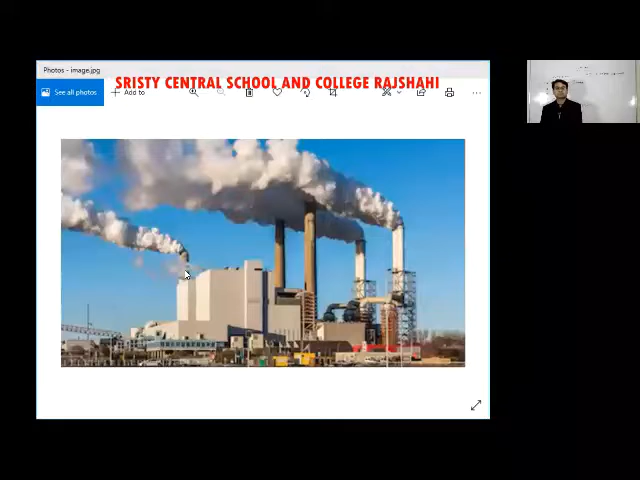 Photos - image.jpg
SRISTY CENTRAL SCHOOL AND COLLEGE RAJSHAHI
See all photos
Add to